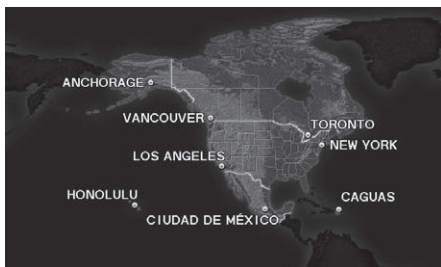 ANCHORAGE
VANCOUVER
TORONTO
NEW YORK
LOS ANGELES
HONOLULU
CAGUAS
CIUDAD DE MÉXICO